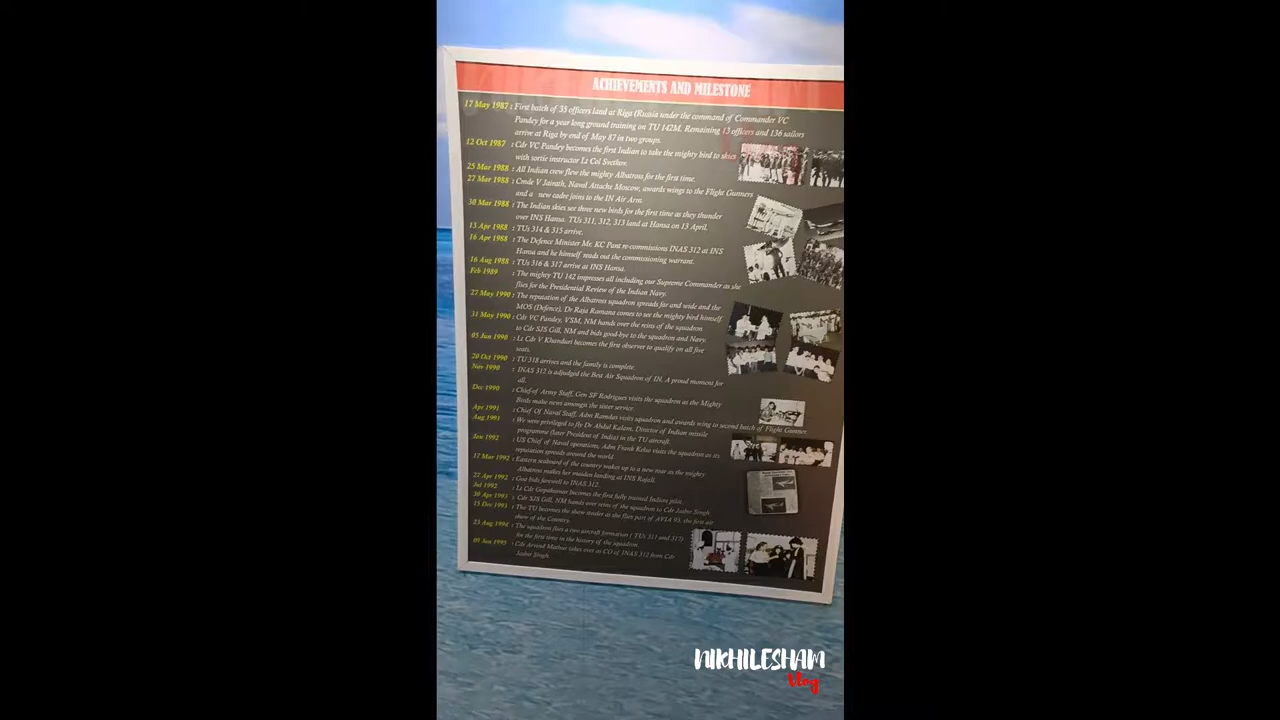 ACHIEVEMENTS AND MILESTONE
17 May 1987 : First batch of 35 officers land at Riga (Russia under the command of Commander VC
Pandey for a year long ground training on TU 142M. Remaining 13 officers and 136 sailors
arrive at Riga by end of May 87 in two groups.
12 Oct 1987 : Cdr VC Pandey becomes the first Indian to take the mighty bird to skies
with sortie instructor Lt Col Svetkov.
25 Mar 1988 : All Indian crew flew the mighty Albatross for the first time.
27 Mar 1988 : Cmde V Jairath, Naval Attache Moscow, awards wings to the Flight Gunners
and a new cadre joins to the IN Air Arm.
30 Mar 1988 : The Indian skies see three new birds for the first time as they thunder
over INS Hansa. TUs 311, 312, 313 land at Hansa on 13 April.
13 Apr 1988 : TUs 314 & 315 arrive.
16 Apr 1988 : The Defence Minister Mr. KC Pant re-commissions INAS 312 at INS
Hansa and he himself reads out the commissioning warrant.
16 Aug 1988 : TUs 316 & 317 arrive at INS Hansa.
Feb 1989 : The mighty TU 142 impresses all including our Supreme Commander as she
flies for the Presidential Review of the Indian Navy.
27 May 1990 : The reputation of the Albatross squadron spreads far and wide and the
MOS (Defence), Dr Raja Ramana comes to see the mighty bird himself
31 May 1990 : Cdr VC Pandey, VSM, NM hands over the reins of the squadron
to Cdr SJS Gill, NM and bids good-bye to the squadron and Navy.
05 Jun 1990 : Lt Cdr V Khanduri becomes the first observer to qualify on all five
seats.
20 Oct 1990 : TU 318 arrives and the family is complete.
Nov 1990 : INAS 312 is adjudged the Best Air Squadron of IN. A proud moment for
all.
Dec 1990 : Chief of Army Staff, Gen SF Rodrigues visits the squadron as the Mighty
Birds make news amongst the sister service.
Apr 1991 : Chief Of Naval Staff, Adm Ramdas visits squadron and awards wing to second batch of Flight Gunner.
Aug 1991 : We were privileged to fly Dr Abdul Kalam, Director of Indian missile
programme (later President of India) in the TU aircraft.
Jan 1992 : US Chief of Naval operations, Adm Frank Kelso visits the squadron as its
reputation spreads around the world.
17 Mar 1992 : Eastern seaboard of the country wakes up to a new roar as the mighty
Albatross makes her maiden landing at INS Rajali.
27 Apr 1992 : Goa bids farewell to INAS 312.
Jul 1992 : Lt Cdr Gopakumar becomes the first fully trained Indian pilot.
30 Apr 1993 : Cdr SJS Gill, NM hands over reins of the squadron to Cdr Jasbir Singh.
15 Dec 1993 : The TU becomes the show stealer as she flies part of AVIA 93, the first air
show of the Country.
23 Aug 1994 : The squadron flies a two aircraft formation ( TUs 311 and 317)
for the first time in the history of the squadron.
09 Jan 1995 : Cdr Arvind Mathur takes over as CO of INAS 312 from Cdr
Jasbir Singh.
NIKHILESHAM
Vlog